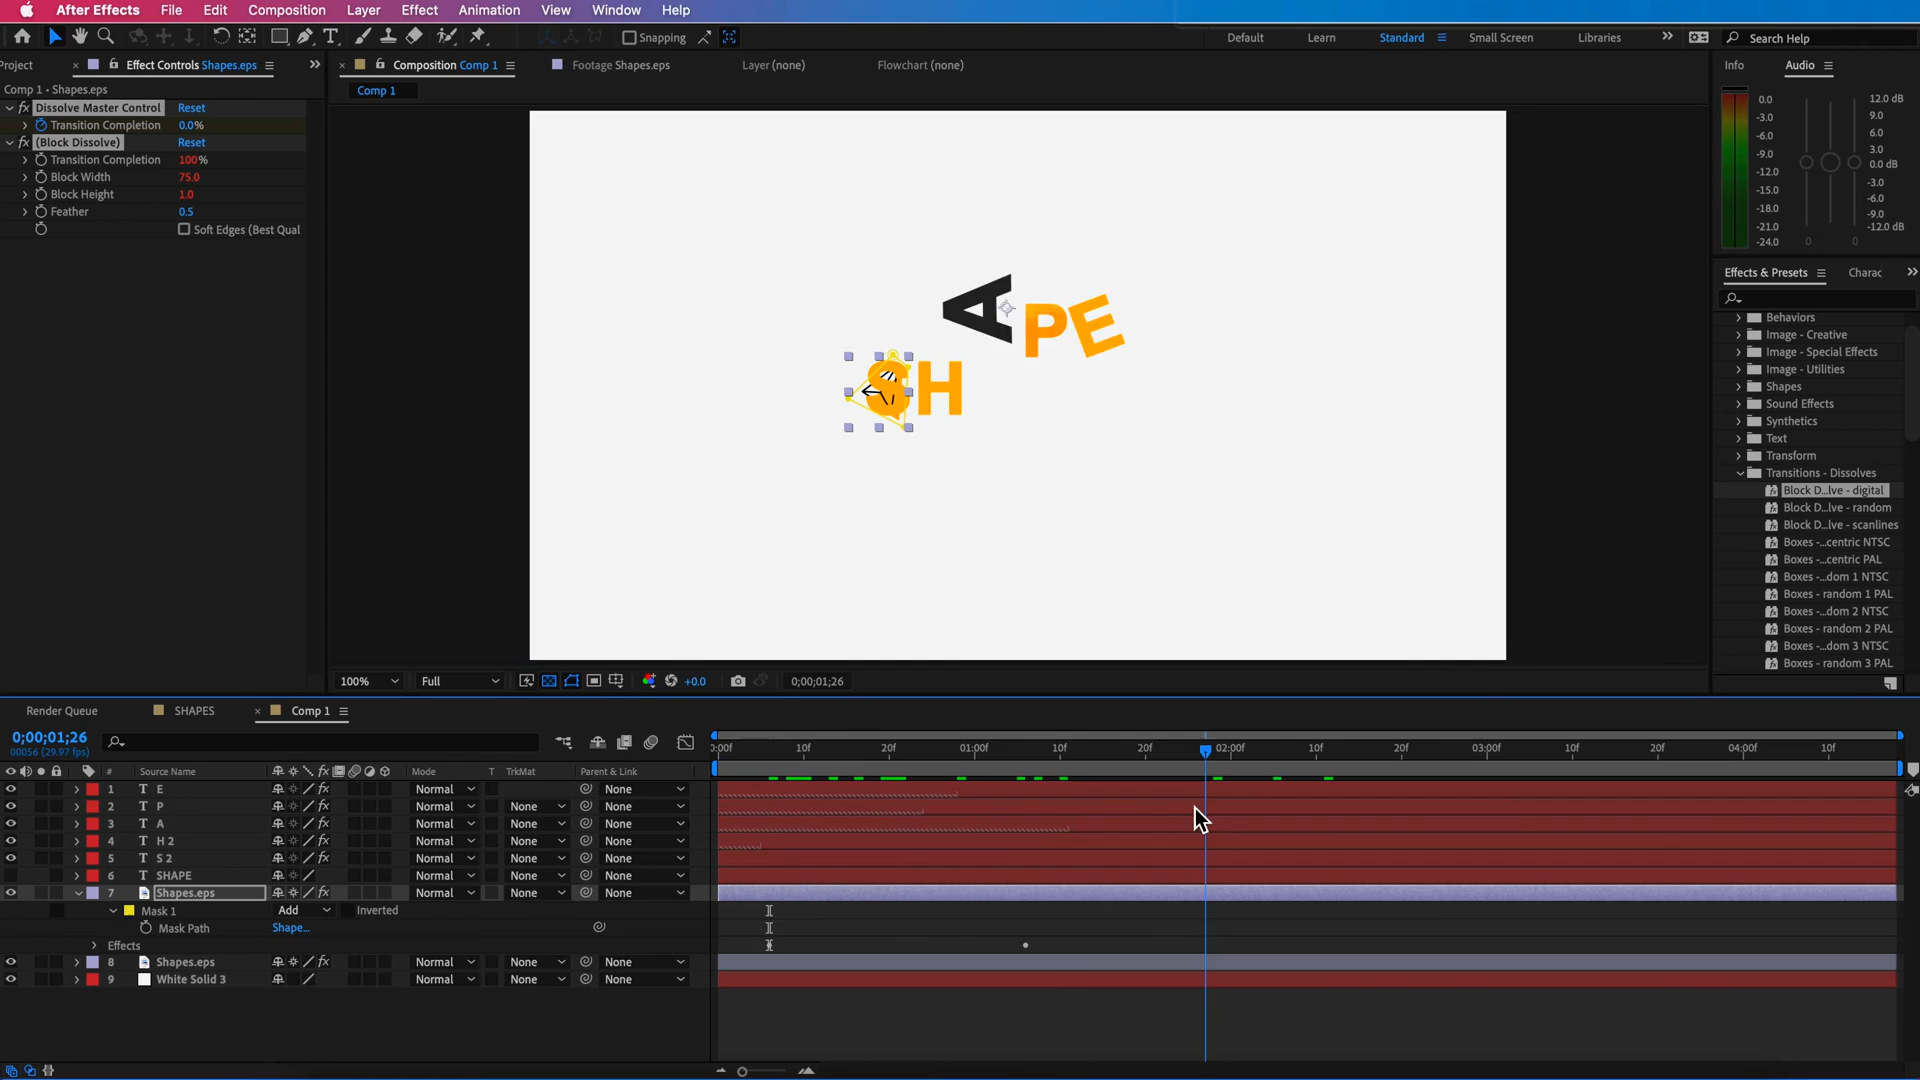 After Effects File Edit Composition Layer Effect Animation View Window Help
Snapping Default Learn Standard Small Screen Libraries Search Help
Project Effect Controls Shapes.eps
Composition Comp 1 Footage Shapes.eps Layer (none) Flowchart (none)
Info Audio
Comp 1 • Shapes.eps
Comp 1
Dissolve Master Control Reset
Transition Completion 0.0%
(Block Dissolve) Reset
Transition Completion 100%
Block Width 75.0
Block Height 1.0
Feather 0.5
Soft Edges (Best Qual
A
PE
SH
0.0 12.0 dB
-3.0 9.0
-6.0 6.0
-9.0 3.0
-12.0 0.0 dB
-15.0 -3.0
-18.0 -6.0
-21.0 -9.0
-24.0 -12.0 dB
0 0
Effects & Presets Charac
Behaviors
Image - Creative
Image - Special Effects
Image - Utilities
Shapes
Sound Effects
Synthetics
Text
Transform
Transitions - Dissolves
Block D...lve - digital
Block D...lve - random
Block D...lve - scanlines
Boxes -...centric NTSC
Boxes -...centric PAL
Boxes -...dom 1 NTSC
Boxes - random 1 PAL
Boxes -...dom 2 NTSC
Boxes - random 2 PAL
Boxes -...dom 3 NTSC
Boxes - random 3 PAL
100% Full +0.0 0;00;01;26
Render Queue SHAPES Comp 1
0;00;01;26
00056 (29.97 fps)
0:00f 10f 20f 01:00f 10f 20f 02:00f 10f 20f 03:00f 10f 20f 04:00f 10f
# Source Name fx Mode T TrkMat Parent & Link
1 T E fx Normal None
2 T P fx Normal None None
3 T A fx Normal None None
4 T H 2 fx Normal None None
5 T S 2 fx Normal None None
6 T SHAPE Normal None None
7 Shapes.eps fx Normal None None
Mask 1 Add Inverted
Mask Path Shape...
Effects
8 Shapes.eps fx Normal None None
9 White Solid 3 Normal None None